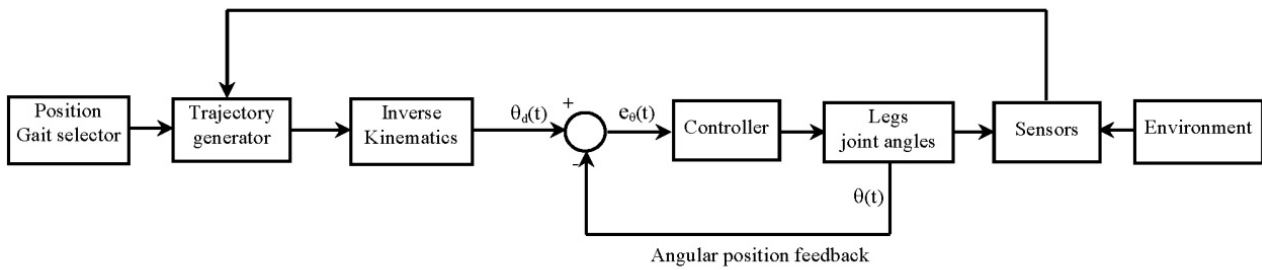 Position
Gait selector
Trajectory
generator
Inverse
Kinematics
θd(t)
+
-
eθ(t)
Controller
Legs
joint angles
Sensors
Environment
θ(t)
Angular position feedback